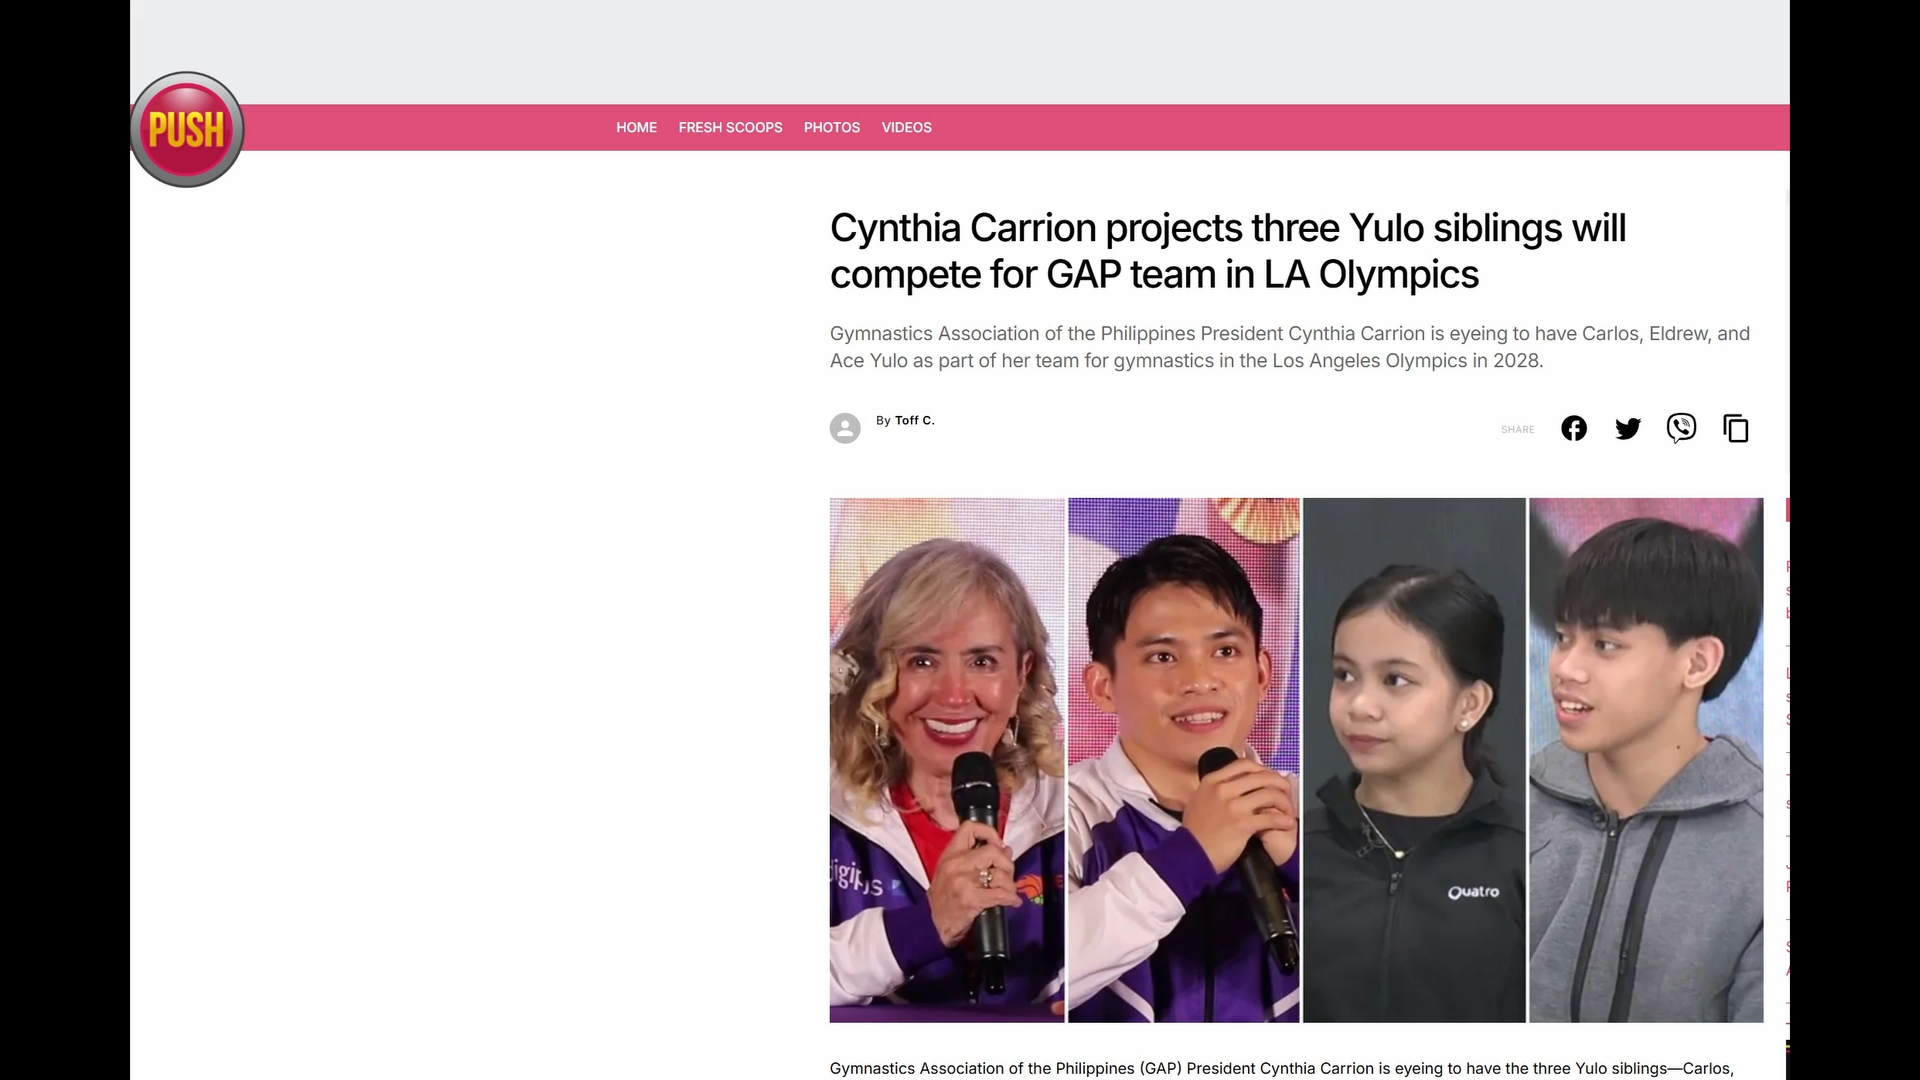 PUSH
HOME FRESH SCOOPS PHOTOS VIDEOS
Cynthia Carrion projects three Yulo siblings will
compete for GAP team in LA Olympics
Gymnastics Association of the Philippines President Cynthia Carrion is eyeing to have Carlos, Eldrew, and
Ace Yulo as part of her team for gymnastics in the Los Angeles Olympics in 2028.
By Toff C.
SHARE
Quatro
Gymnastics Association of the Philippines (GAP) President Cynthia Carrion is eyeing to have the three Yulo siblings—Carlos,